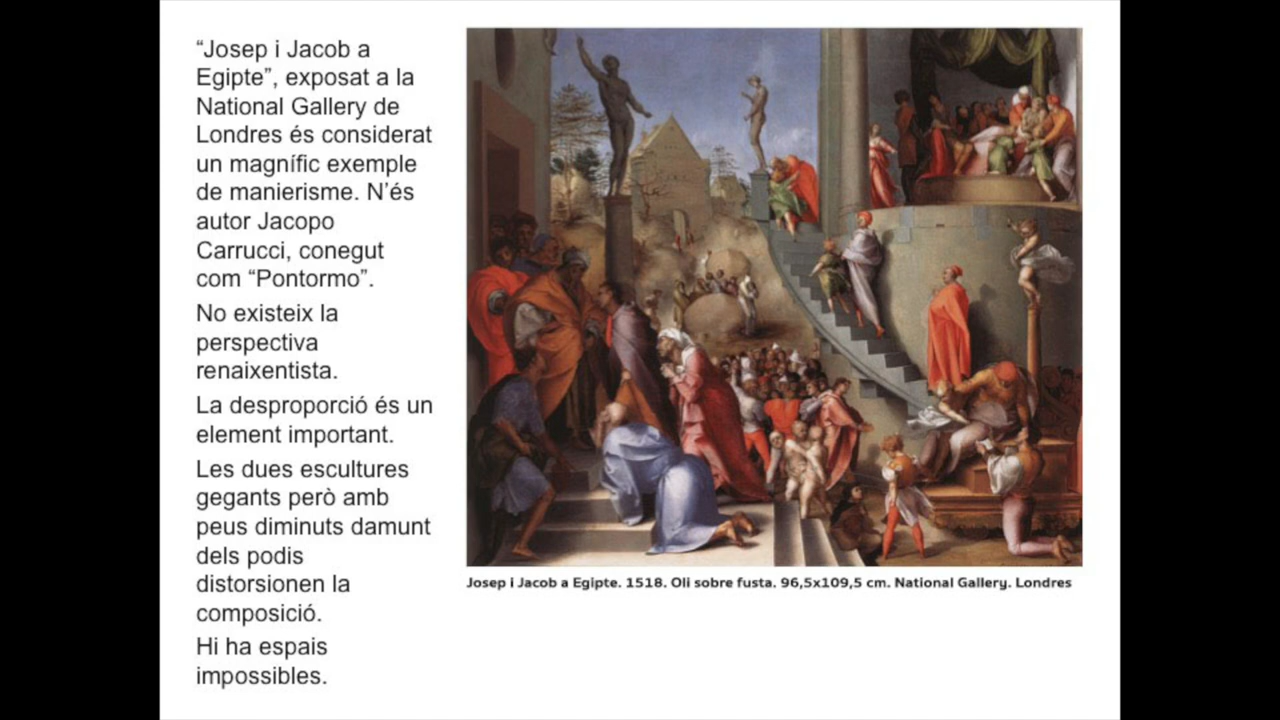 “Josep i Jacob a
Egipte”, exposat a la
National Gallery de
Londres és considerat
un magnífic exemple
de manierisme. N’és
autor Jacopo
Carrucci, conegut
com “Pontormo”.
No existeix la
perspectiva
renaixentista.
La desproporció és un
element important.
Les dues escultures
gegants però amb
peus diminuts damunt
dels podis
distorsionen la
composició.
Hi ha espais
impossibles.
Josep i Jacob a Egipte. 1518. Oli sobre fusta. 96,5x109,5 cm. National Gallery. Londres